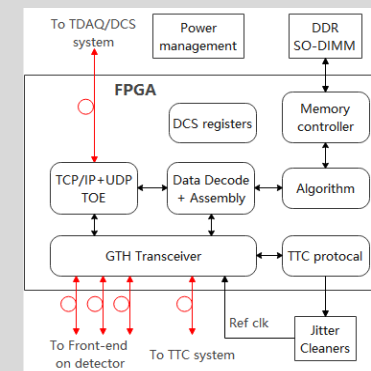 To TDAQ/DCS
system
Power
management
DDR
SO-DIMM
FPGA
DCS registers
Memory
controller
TCP/IP+UDP
TOE
Data Decode
+ Assembly
Algorithm
GTH Transceiver
TTC protocal
Ref clk
To Front-end
on detector
To TTC system
Jitter
Cleaners